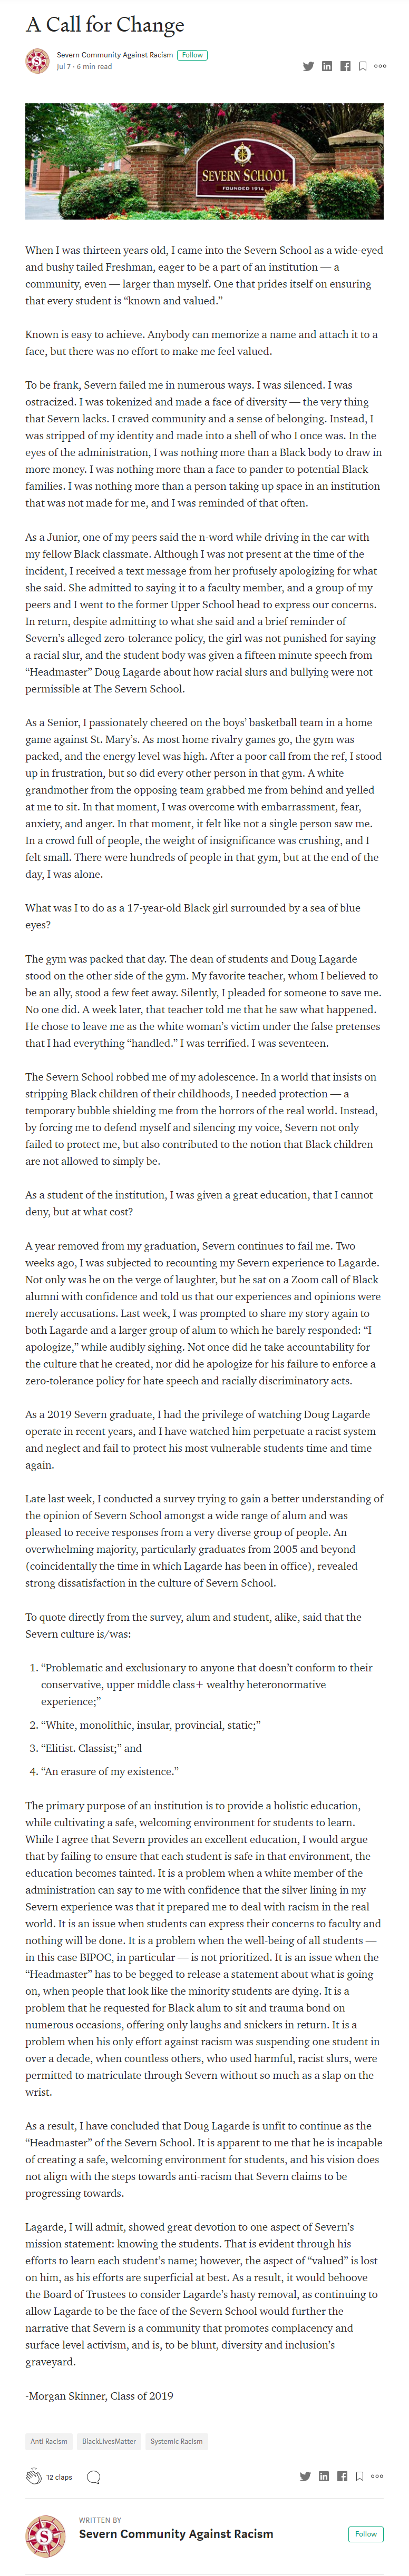 A Call for Change
Severn Community Against Racism Follow
Jul 7 · 6 min read
SEVERN SCHOOL
FOUNDED 1914
When I was thirteen years old, I came into the Severn School as a wide-eyed
and bushy tailed Freshman, eager to be a part of an institution — a
community, even — larger than myself. One that prides itself on ensuring
that every student is “known and valued.”
Known is easy to achieve. Anybody can memorize a name and attach it to a
face, but there was no effort to make me feel valued.
To be frank, Severn failed me in numerous ways. I was silenced. I was
ostracized. I was tokenized and made a face of diversity — the very thing
that Severn lacks. I craved community and a sense of belonging. Instead, I
was stripped of my identity and made into a shell of who I once was. In the
eyes of the administration, I was nothing more than a Black body to draw in
more money. I was nothing more than a face to pander to potential Black
families. I was nothing more than a person taking up space in an institution
that was not made for me, and I was reminded of that often.
As a Junior, one of my peers said the n-word while driving in the car with
my fellow Black classmate. Although I was not present at the time of the
incident, I received a text message from her profusely apologizing for what
she said. She admitted to saying it to a faculty member, and a group of my
peers and I went to the former Upper School head to express our concerns.
In return, despite admitting to what she said and a brief reminder of
Severn’s alleged zero-tolerance policy, the girl was not punished for saying
a racial slur, and the student body was given a fifteen minute speech from
“Headmaster” Doug Lagarde about how racial slurs and bullying were not
permissible at The Severn School.
As a Senior, I passionately cheered on the boys’ basketball team in a home
game against St. Mary’s. As most home rivalry games go, the gym was
packed, and the energy level was high. After a poor call from the ref, I stood
up in frustration, but so did every other person in that gym. A white
grandmother from the opposing team grabbed me from behind and yelled
at me to sit. In that moment, I was overcome with embarrassment, fear,
anxiety, and anger. In that moment, it felt like not a single person saw me.
In a crowd full of people, the weight of insignificance was crushing, and I
felt small. There were hundreds of people in that gym, but at the end of the
day, I was alone.
What was I to do as a 17-year-old Black girl surrounded by a sea of blue
eyes?
The gym was packed that day. The dean of students and Doug Lagarde
stood on the other side of the gym. My favorite teacher, whom I believed to
be an ally, stood a few feet away. Silently, I pleaded for someone to save me.
No one did. A week later, that teacher told me that he saw what happened.
He chose to leave me as the white woman’s victim under the false pretenses
that I had everything “handled.” I was terrified. I was seventeen.
The Severn School robbed me of my adolescence. In a world that insists on
stripping Black children of their childhoods, I needed protection — a
temporary bubble shielding me from the horrors of the real world. Instead,
by forcing me to defend myself and silencing my voice, Severn not only
failed to protect me, but also contributed to the notion that Black children
are not allowed to simply be.
As a student of the institution, I was given a great education, that I cannot
deny, but at what cost?
A year removed from my graduation, Severn continues to fail me. Two
weeks ago, I was subjected to recounting my Severn experience to Lagarde.
Not only was he on the verge of laughter, but he sat on a Zoom call of Black
alumni with confidence and told us that our experiences and opinions were
merely accusations. Last week, I was prompted to share my story again to
both Lagarde and a larger group of alum to which he barely responded: “I
apologize,” while audibly sighing. Not once did he take accountability for
the culture that he created, nor did he apologize for his failure to enforce a
zero-tolerance policy for hate speech and racially discriminatory acts.
As a 2019 Severn graduate, I had the privilege of watching Doug Lagarde
operate in recent years, and I have watched him perpetuate a racist system
and neglect and fail to protect his most vulnerable students time and time
again.
Late last week, I conducted a survey trying to gain a better understanding of
the opinion of Severn School amongst a wide range of alum and was
pleased to receive responses from a very diverse group of people. An
overwhelming majority, particularly graduates from 2005 and beyond
(coincidentally the time in which Lagarde has been in office), revealed
strong dissatisfaction in the culture of Severn School.
To quote directly from the survey, alum and student, alike, said that the
Severn culture is/was:
1. “Problematic and exclusionary to anyone that doesn’t conform to their
conservative, upper middle class+ wealthy heteronormative
experience;”
2. “White, monolithic, insular, provincial, static;”
3. “Elitist. Classist;” and
4. “An erasure of my existence.”
The primary purpose of an institution is to provide a holistic education,
while cultivating a safe, welcoming environment for students to learn.
While I agree that Severn provides an excellent education, I would argue
that by failing to ensure that each student is safe in that environment, the
education becomes tainted. It is a problem when a white member of the
administration can say to me with confidence that the silver lining in my
Severn experience was that it prepared me to deal with racism in the real
world. It is an issue when students can express their concerns to faculty and
nothing will be done. It is a problem when the well-being of all students —
in this case BIPOC, in particular — is not prioritized. It is an issue when the
“Headmaster” has to be begged to release a statement about what is going
on, when people that look like the minority students are dying. It is a
problem that he requested for Black alum to sit and trauma bond on
numerous occasions, offering only laughs and snickers in return. It is a
problem when his only effort against racism was suspending one student in
over a decade, when countless others, who used harmful, racist slurs, were
permitted to matriculate through Severn without so much as a slap on the
wrist.
As a result, I have concluded that Doug Lagarde is unfit to continue as the
“Headmaster” of the Severn School. It is apparent to me that he is incapable
of creating a safe, welcoming environment for students, and his vision does
not align with the steps towards anti-racism that Severn claims to be
progressing towards.
Lagarde, I will admit, showed great devotion to one aspect of Severn’s
mission statement: knowing the students. That is evident through his
efforts to learn each student’s name; however, the aspect of “valued” is lost
on him, as his efforts are superficial at best. As a result, it would behoove
the Board of Trustees to consider Lagarde’s hasty removal, as continuing to
allow Lagarde to be the face of the Severn School would further the
narrative that Severn is a community that promotes complacency and
surface level activism, and is, to be blunt, diversity and inclusion’s
graveyard.
-Morgan Skinner, Class of 2019
Anti Racism BlackLivesMatter Systemic Racism
12 claps
WRITTEN BY
Severn Community Against Racism Follow